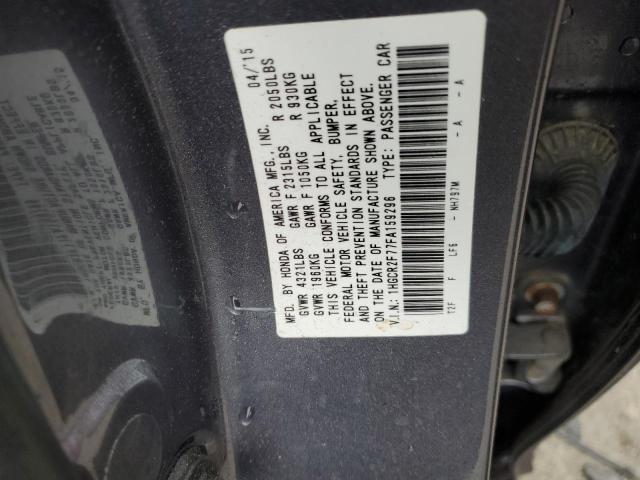 MFD. BY HONDA OF AMERICA MFG., INC. 04/'15
GVWR 4321LBS GAWR F 2315LBS R 2050LBS
GVWR 1960KG GAWR F 1050KG R 930KG
THIS VEHICLE CONFORMS TO ALL APPLICABLE
FEDERAL MOTOR VEHICLE SAFETY, BUMPER,
AND THEFT PREVENTION STANDARDS IN EFFECT
ON THE DATE OF MANUFACTURE SHOWN ABOVE.
V.I.N.: 1HGCR2F77FA159296 TYPE: PASSENGER CAR
T2F F LF6 - NH797M - A - A